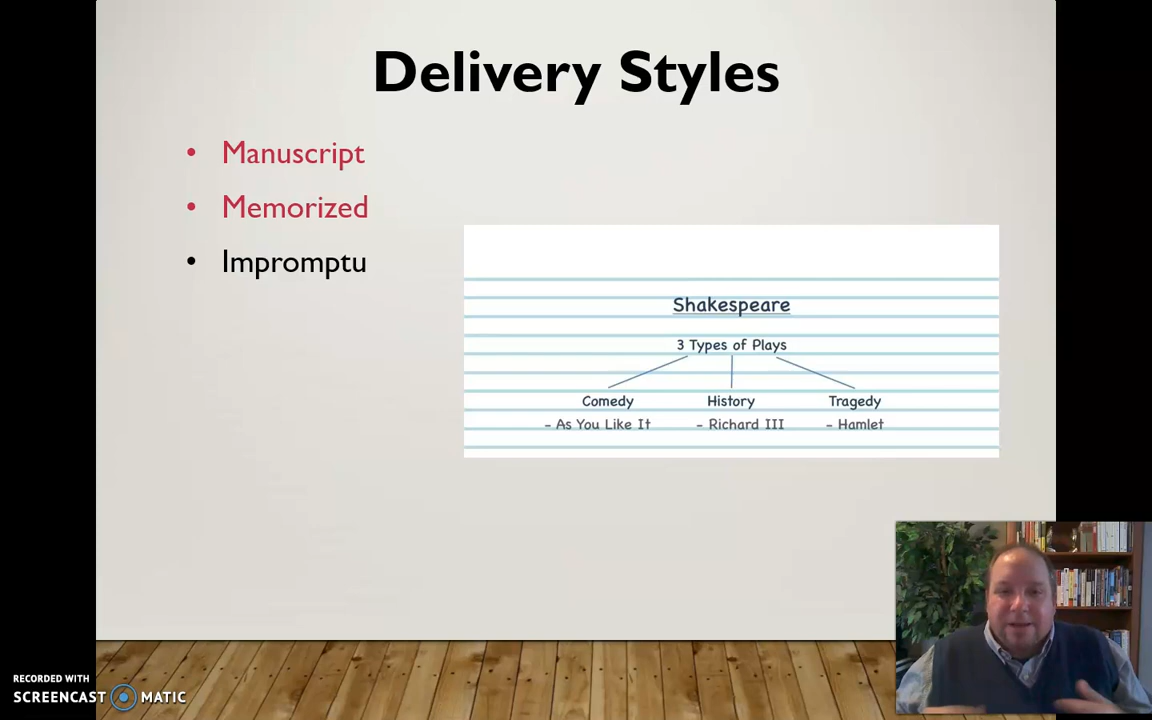 Delivery Styles
• Manuscript
• Memorized
• Impromptu
Shakespeare
3 Types of Plays
Comedy History Tragedy
- As You Like It - Richard III - Hamlet
RECORDED WITH
SCREENCAST MATIC